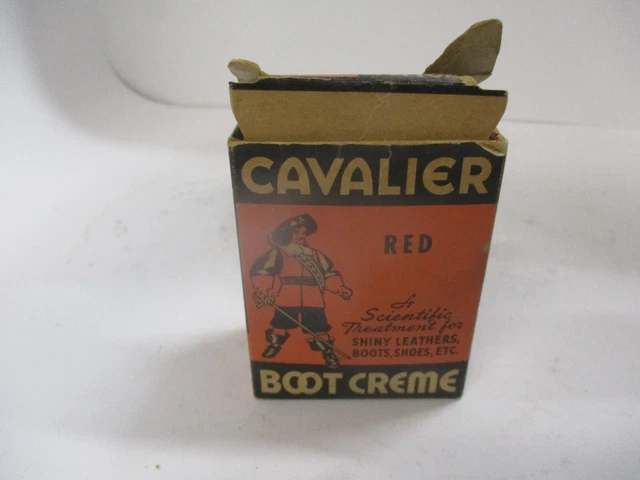 CAVALIER
RED
A
Scientific
Treatment for
SHINY LEATHERS,
BOOTS, SHOES, ETC.
BOOT CREME